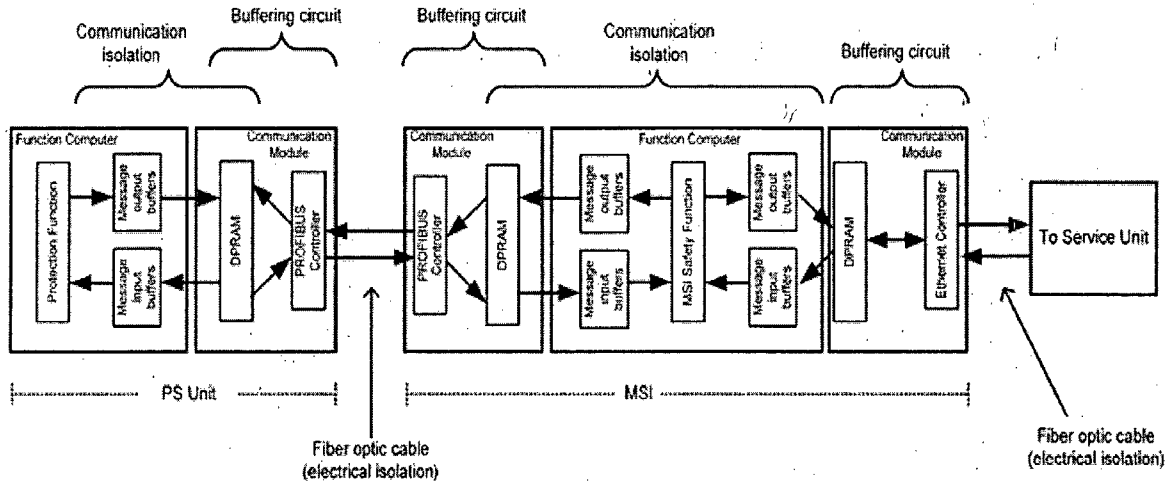 Communication
isolation
Buffering circuit
Buffering circuit
Communication
isolation
Buffering circuit
Function Computer
Communication
Module
Protection Function
Message
output
buffers
Message
input
buffers
DPRAM
PROFIBUS
Controller
Communication
Module
PROFIBUS
Controller
DPRAM
Function Computer
Message
output
buffers
Message
input
buffers
MSI Safety Function
Message
output
buffers
Message
input
buffers
Communication
Module
DPRAM
Ethernet Controller
To Service Unit
PS Unit
MSI
Fiber optic cable
(electrical isolation)
Fiber optic cable
(electrical isolation)